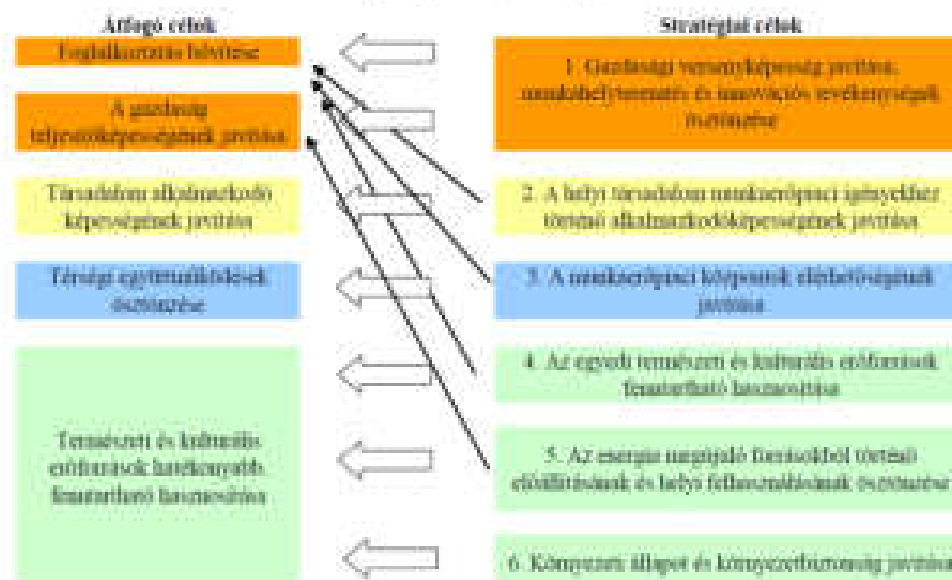 Átfogó célok
Foglalkoztatás bővítése
A gazdaság
teljesítőképességének javítása
Társadalom alkalmazkodó
képességének javítása
Térségi együttműködések
ösztönzése
Természeti és kulturális
erőforrások hatékonyabb,
fenntartható hasznosítása
Stratégiai célok
1. Gazdasági versenyképesség javítása,
munkahelyteremtés és innovációs tevékenységek
ösztönzése
2. A helyi társadalom munkaerőpiaci igényekhez
történő alkalmazkodóképességének javítása
3. A munkaerőpiaci központok elérhetőségének
javítása
4. Az egyedi természeti és kulturális erőforrások
fenntartható hasznosítása
5. Az energia megújuló forrásokból történő
előállításának és helyi felhasználásának ösztönzése
6. Környezeti állapot és környezetbiztonság javítása